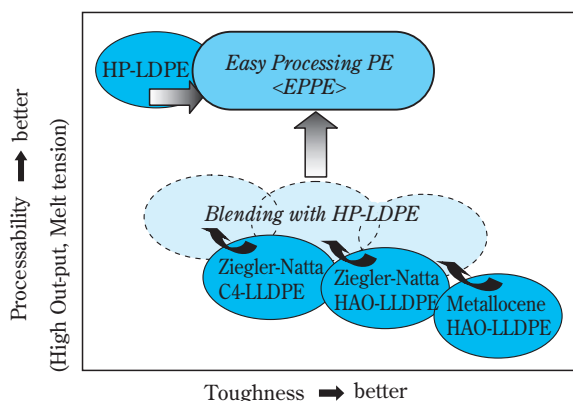 HP-LDPE
Easy Processing PE
<EPPE>
Blending with HP-LDPE
Ziegler-Natta
C4-LLDPE
Ziegler-Natta
HAO-LLDPE
Metallocene
HAO-LLDPE
Processability ➡ better
(High Out-put, Melt tension)
Toughness ➡ better